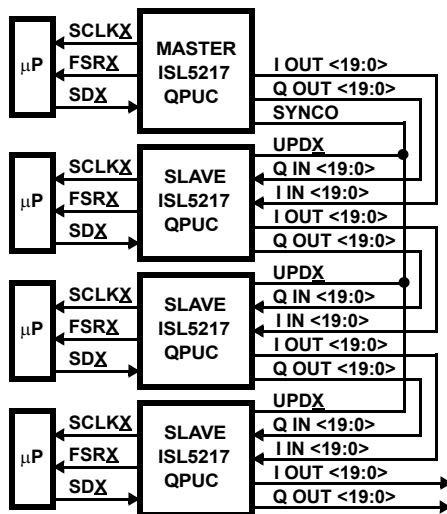 SCLKX
FSRX
SDX
µP
MASTER
ISL5217
QPUC
I OUT <19:0>
Q OUT <19:0>
SYNCO
SCLKX
FSRX
SDX
µP
SLAVE
ISL5217
QPUC
UPDX
Q IN <19:0>
I IN <19:0>
I OUT <19:0>
Q OUT <19:0>
SCLKX
FSRX
SDX
µP
SLAVE
ISL5217
QPUC
UPDX
Q IN <19:0>
I IN <19:0>
I OUT <19:0>
Q OUT <19:0>
SCLKX
FSRX
SDX
µP
SLAVE
ISL5217
QPUC
UPDX
Q IN <19:0>
I IN <19:0>
I OUT <19:0>
Q OUT <19:0>